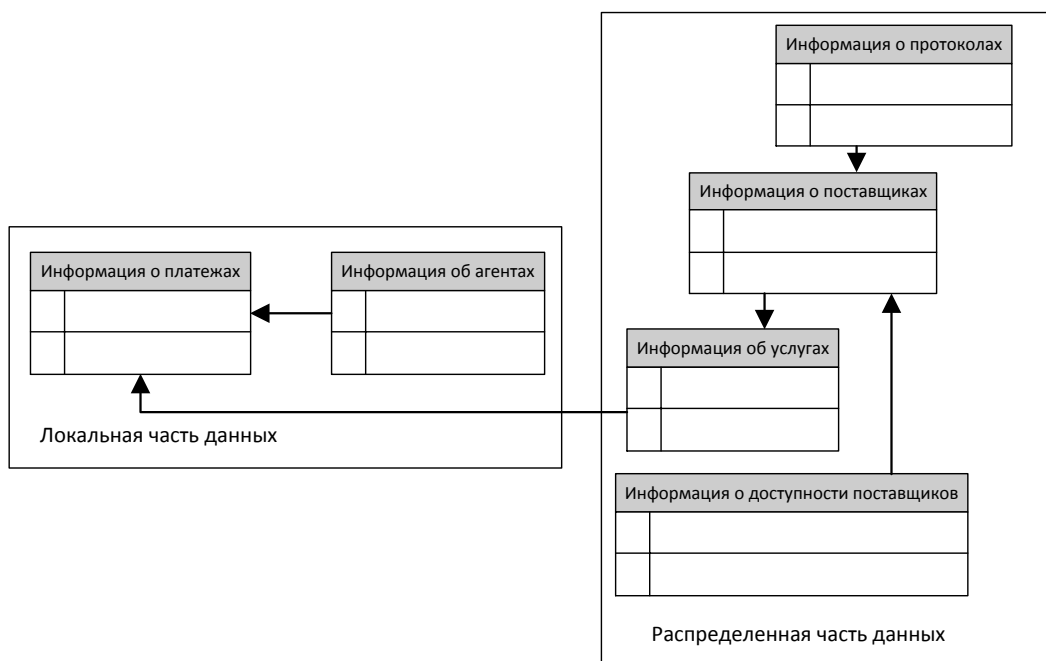 Информация о протоколах
Информация о поставщиках
Информация о платежах
Информация об агентах
Информация об услугах
Локальная часть данных
Информация о доступности поставщиков
Распределенная часть данных